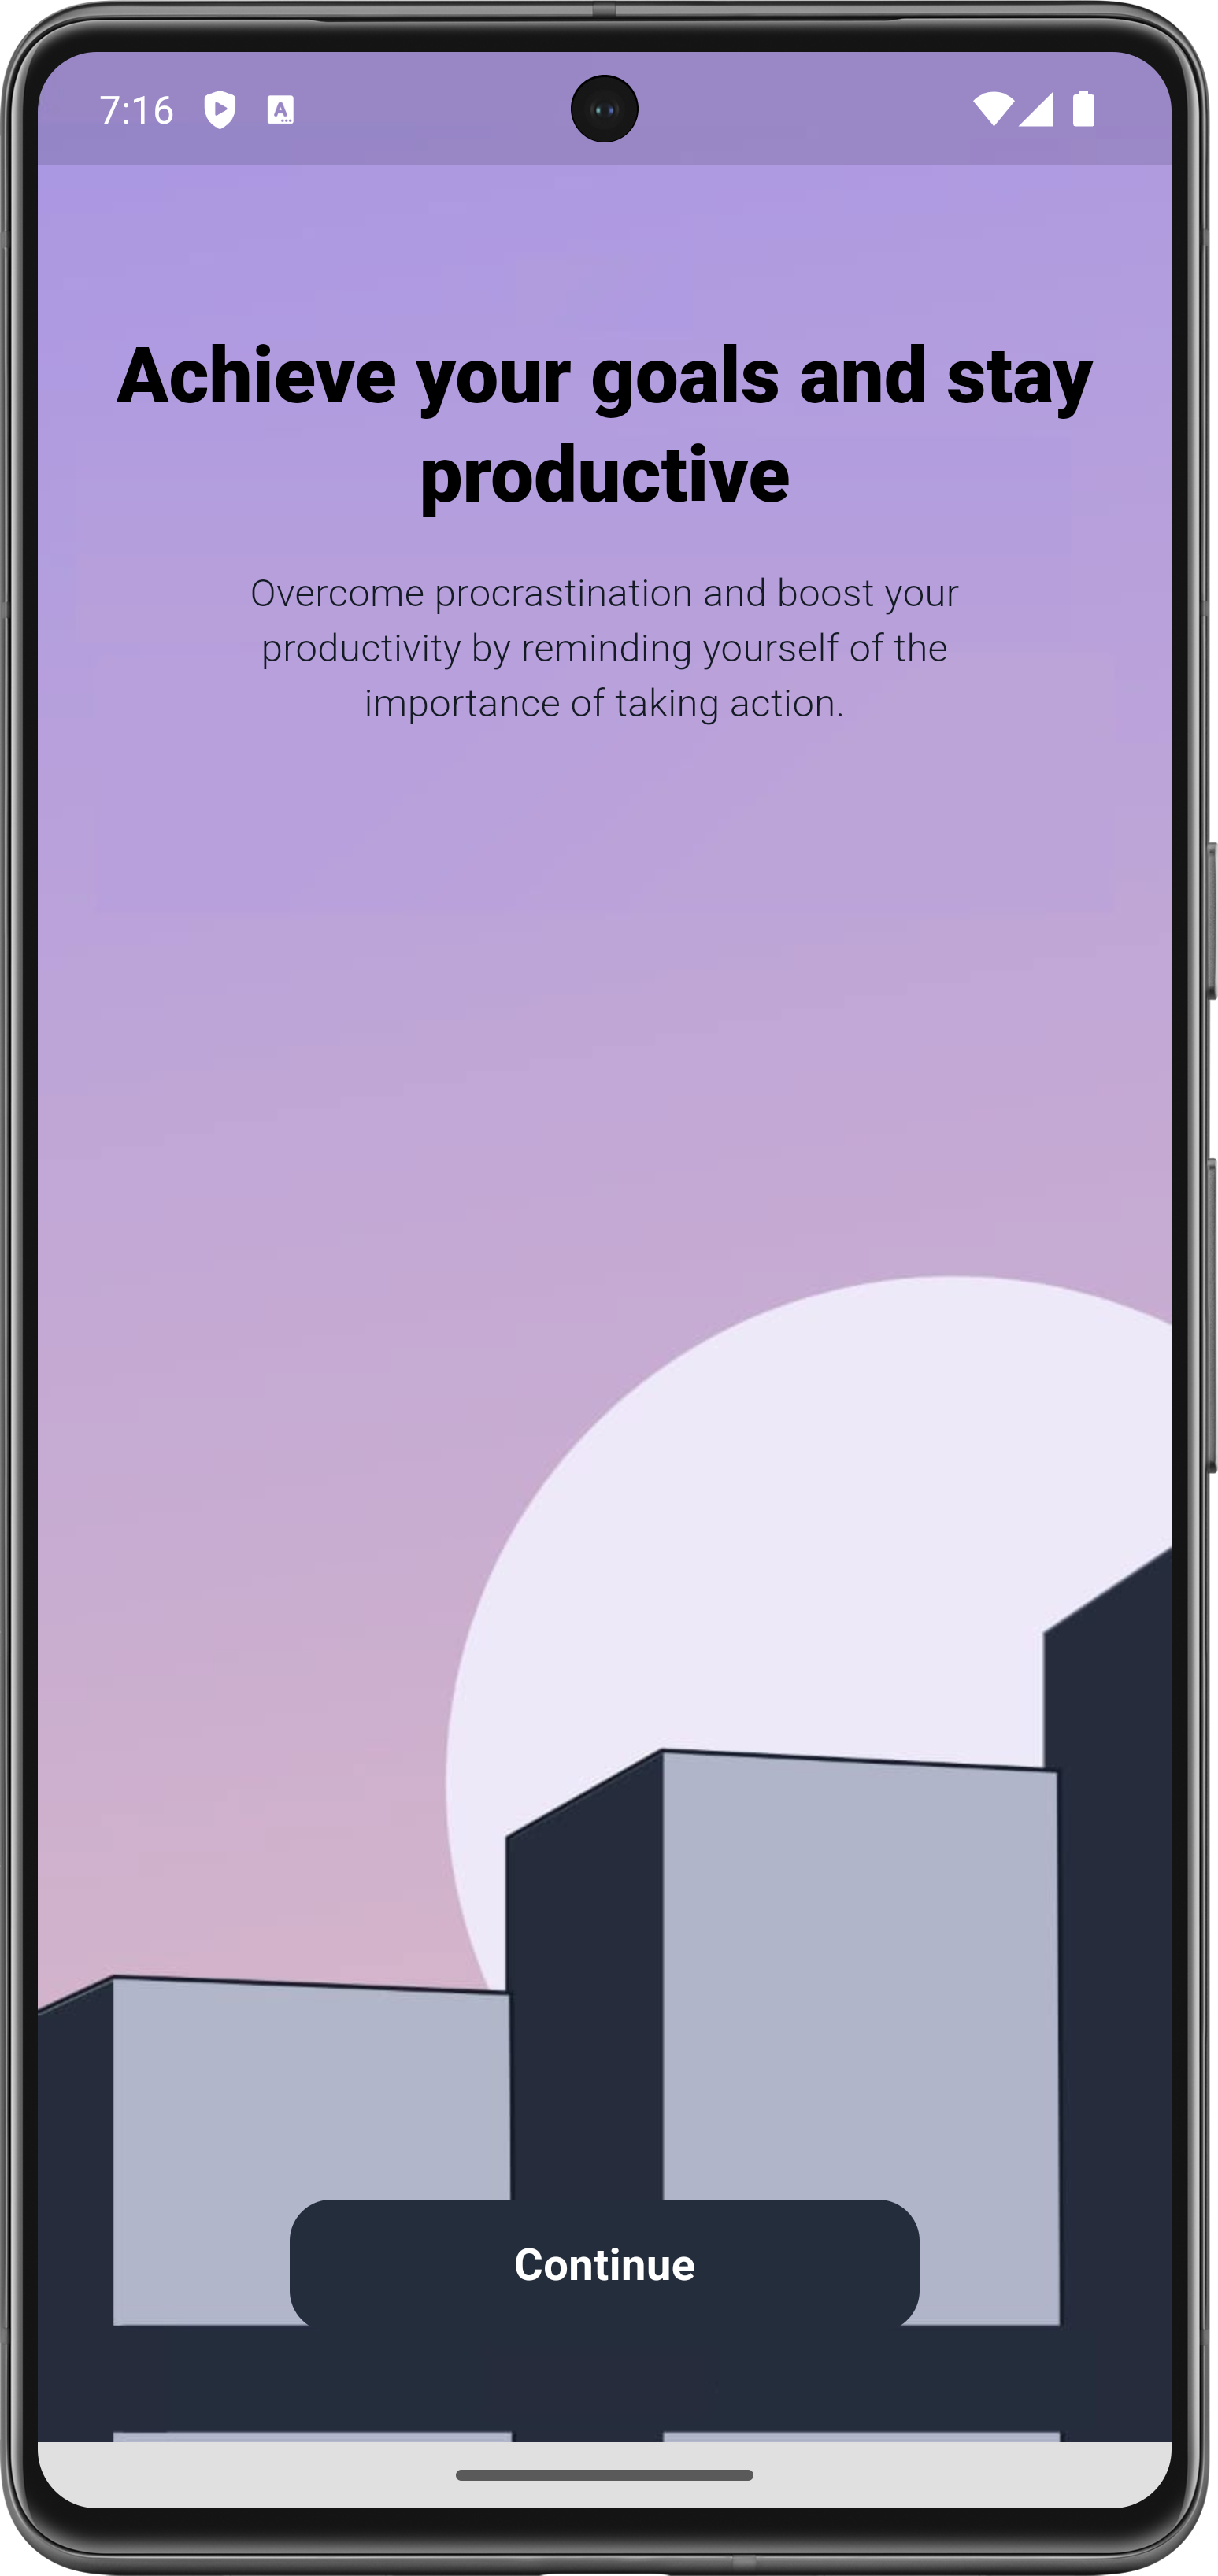 7:16
Achieve your goals and stay
productive
Overcome procrastination and boost your
productivity by reminding yourself of the
importance of taking action.
Continue